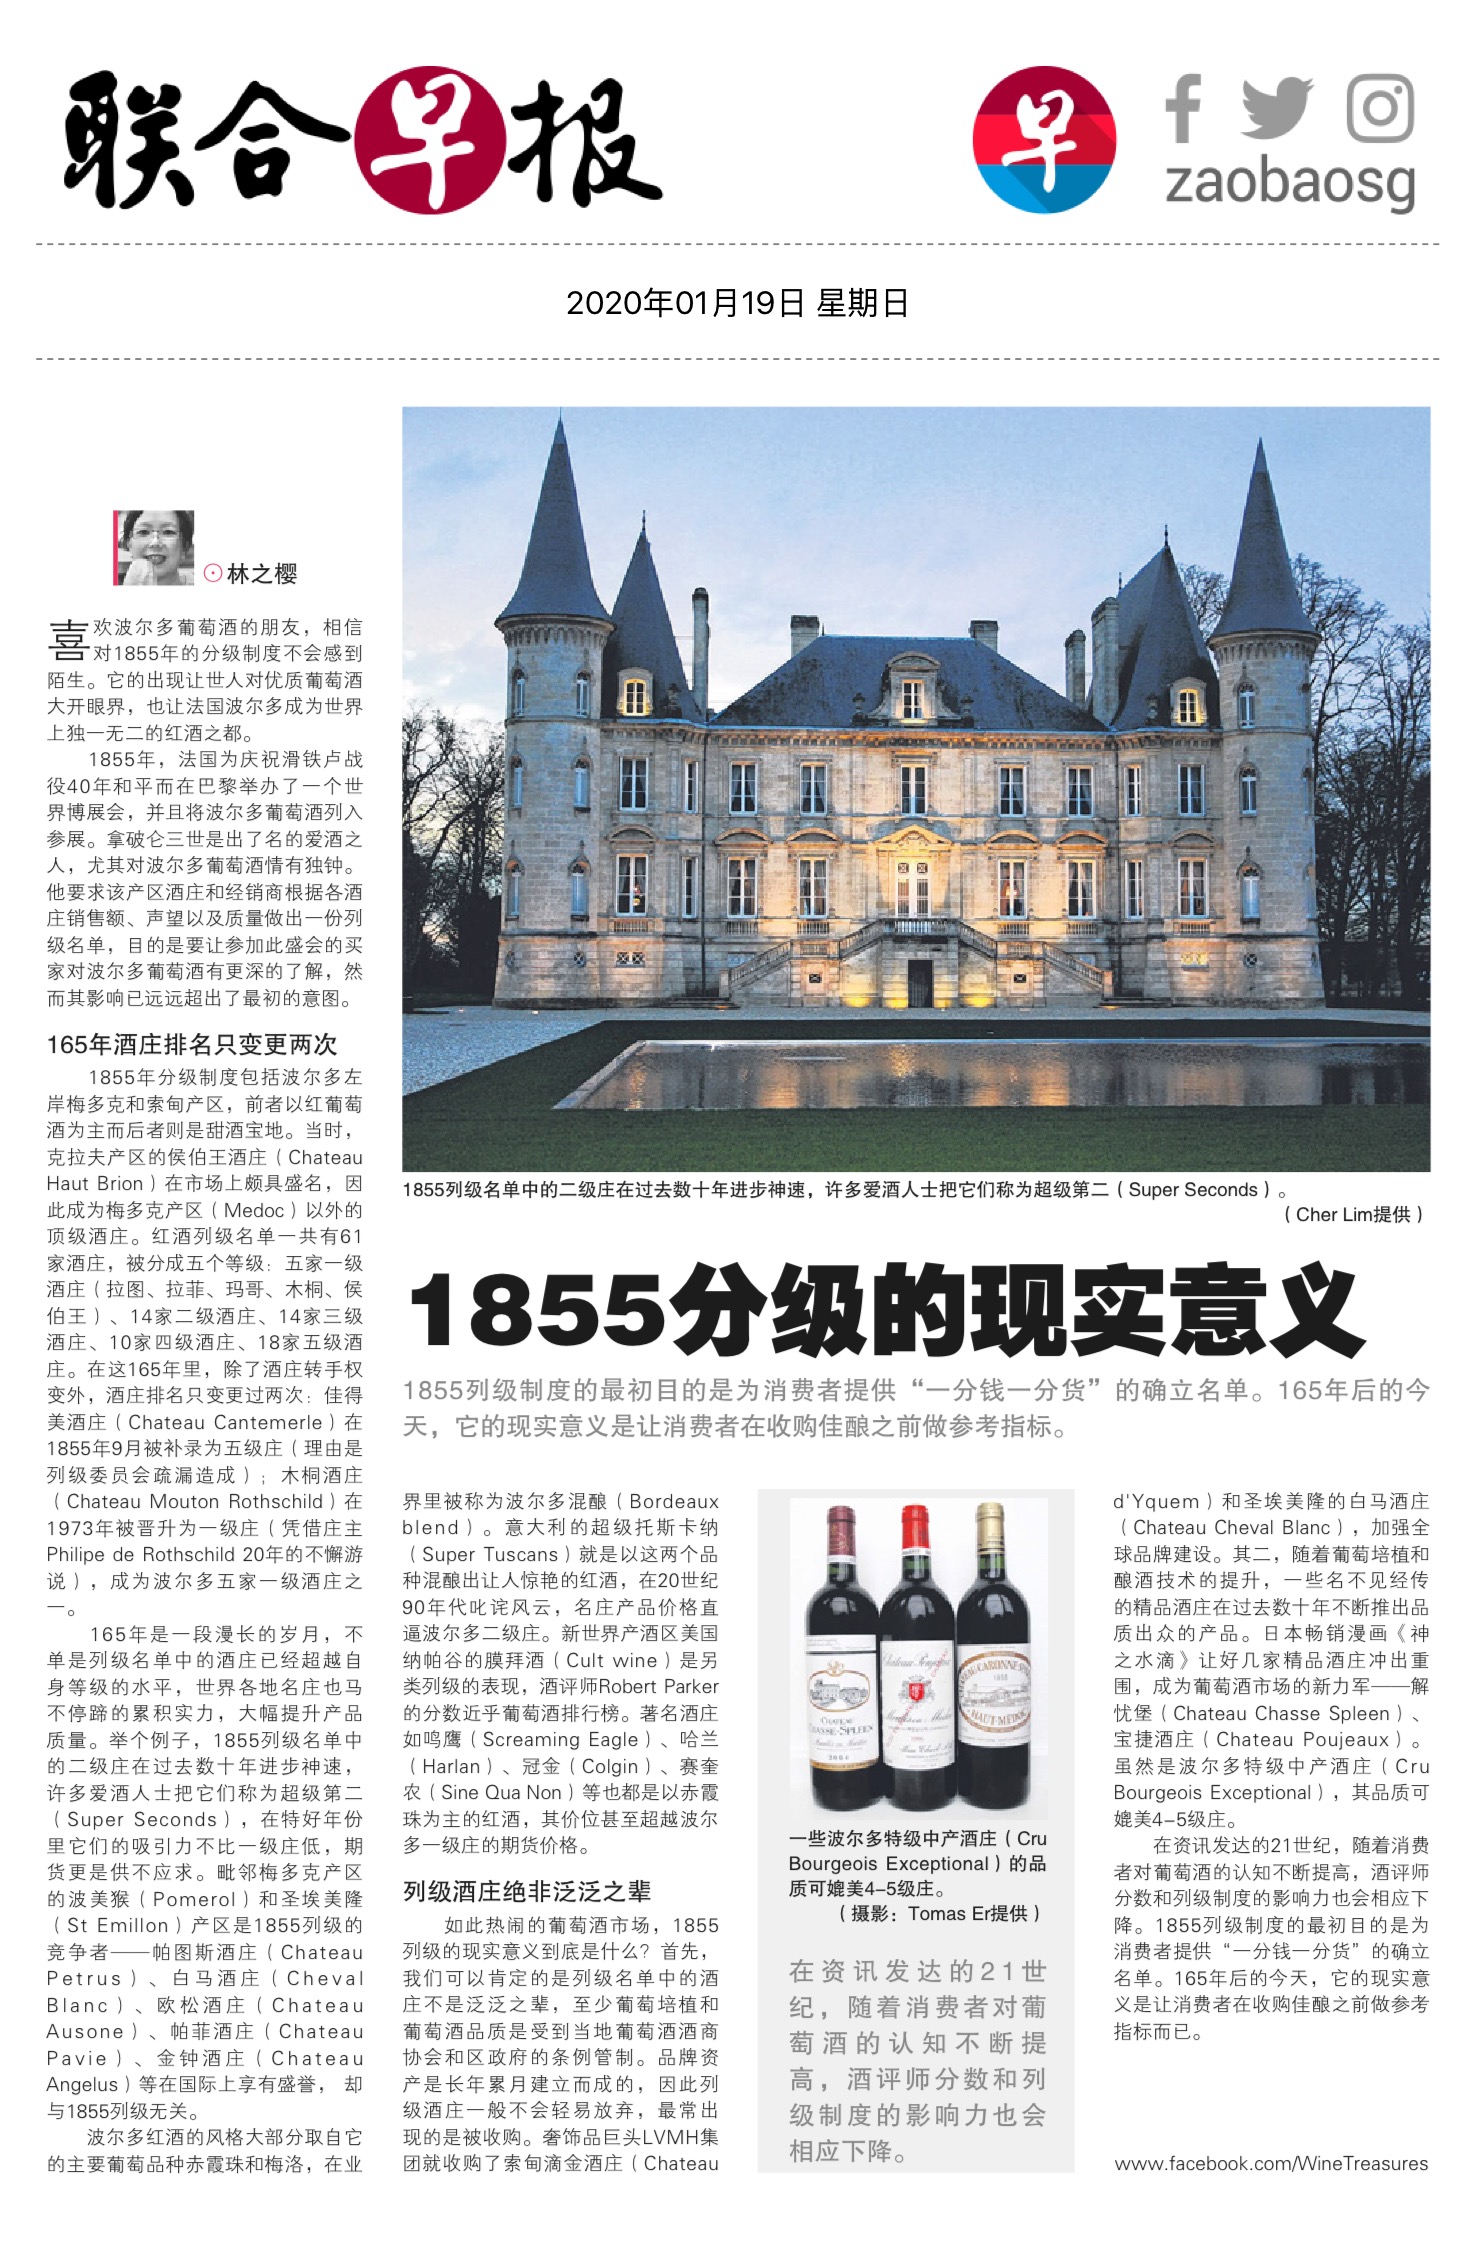 联合早报
早
zaobaosg
2020年01月19日 星期日
林之樱
喜欢波尔多葡萄酒的朋友，相信
对1855年的分级制度不会感到
陌生。它的出现让世人对优质葡萄酒
大开眼界，也让法国波尔多成为世界
上独一无二的红酒之都。
1855年，法国为庆祝滑铁卢战
役40年和平而在巴黎举办了一个世
界博展会，并且将波尔多葡萄酒列入
参展。拿破仑三世是出了名的爱酒之
人，尤其对波尔多葡萄酒情有独钟。
他要求该产区酒庄和经销商根据各酒
庄销售额、声望以及质量做出一份列
级名单，目的是要让参加此盛会的买
家对波尔多葡萄酒有更深的了解，然
而其影响已远远超出了最初的意图。
165年酒庄排名只变更两次
1855年分级制度包括波尔多左
岸梅多克和索甸产区，前者以红葡萄
酒为主而后者则是甜酒宝地。当时，
克拉夫产区的侯伯王酒庄（Chateau
Haut Brion）在市场上颇具盛名，因
此成为梅多克产区（Medoc）以外的
顶级酒庄。红酒列级名单一共有61
家酒庄，被分成五个等级：五家一级
酒庄（拉图、拉菲、玛哥、木桐、侯
伯王）、14家二级酒庄、14家三级
酒庄、10家四级酒庄、18家五级酒
庄。在这165年里，除了酒庄转手权
变外，酒庄排名只变更过两次：佳得
美酒庄（Chateau Cantemerle）在
1855年9月被补录为五级庄（理由是
列级委员会疏漏造成）；木桐酒庄
（Chateau Mouton Rothschild）在
1973年被晋升为一级庄（凭借庄主
Philipe de Rothschild 20年的不懈游
说），成为波尔多五家一级酒庄之
一。
165年是一段漫长的岁月，不
单是列级名单中的酒庄已经超越自
身等级的水平，世界各地名庄也马
不停蹄的累积实力，大幅提升产品
质量。举个例子，1855列级名单中
的二级庄在过去数十年进步神速，
许多爱酒人士把它们称为超级第二
（Super Seconds），在特好年份
里它们的吸引力不比一级庄低，期
货更是供不应求。毗邻梅多克产区
的波美猴（Pomerol）和圣埃美隆
（St Emillon）产区是1855列级的
竞争者——帕图斯酒庄（Chateau
Petrus）、白马酒庄（Cheval
Blanc）、欧松酒庄（Chateau
Ausone）、帕菲酒庄（Chateau
Pavie）、金钟酒庄（Chateau
Angelus）等在国际上享有盛誉， 却
与1855列级无关。
波尔多红酒的风格大部分取自它
的主要葡萄品种赤霞珠和梅洛，在业
1855列级名单中的二级庄在过去数十年进步神速，许多爱酒人士把它们称为超级第二（Super Seconds）。
（Cher Lim提供）
1855分级的现实意义
1855列级制度的最初目的是为消费者提供“一分钱一分货”的确立名单。165年后的今
天，它的现实意义是让消费者在收购佳酿之前做参考指标。
界里被称为波尔多混酿（Bordeaux
blend）。意大利的超级托斯卡纳
（Super Tuscans）就是以这两个品
种混酿出让人惊艳的红酒，在20世纪
90年代叱诧风云，名庄产品价格直
逼波尔多二级庄。新世界产酒区美国
纳帕谷的膜拜酒（Cult wine）是另
类列级的表现，酒评师Robert Parker
的分数近乎葡萄酒排行榜。著名酒庄
如鸣鹰（Screaming Eagle）、哈兰
（Harlan）、冠金（Colgin）、赛奎
农（Sine Qua Non）等也都是以赤霞
珠为主的红酒，其价位甚至超越波尔
多一级庄的期货价格。
列级酒庄绝非泛泛之辈
如此热闹的葡萄酒市场，1855
列级的现实意义到底是什么？首先，
我们可以肯定的是列级名单中的酒
庄不是泛泛之辈，至少葡萄培植和
葡萄酒品质是受到当地葡萄酒酒商
协会和区政府的条例管制。品牌资
产是长年累月建立而成的，因此列
级酒庄一般不会轻易放弃，最常出
现的是被收购。奢饰品巨头LVMH集
团就收购了索甸滴金酒庄（Chateau
CHATEAU
CHASSE-SPLEEN
2004
一些波尔多特级中产酒庄（Cru
Bourgeois Exceptional）的品
质可媲美4-5级庄。
（摄影：Tomas Er提供）
在资讯发达的21世
纪，随着消费者对葡
萄酒的认知不断提
高，酒评师分数和列
级制度的影响力也会
相应下降。
d'Yquem）和圣埃美隆的白马酒庄
（Chateau Cheval Blanc），加强全
球品牌建设。其二，随着葡萄培植和
酿酒技术的提升，一些名不见经传
的精品酒庄在过去数十年不断推出品
质出众的产品。日本畅销漫画《神
之水滴》让好几家精品酒庄冲出重
围，成为葡萄酒市场的新力军——解
忧堡（Chateau Chasse Spleen）、
宝捷酒庄（Chateau Poujeaux）。
虽然是波尔多特级中产酒庄（Cru
Bourgeois Exceptional），其品质可
媲美4-5级庄。
在资讯发达的21世纪，随着消费
者对葡萄酒的认知不断提高，酒评师
分数和列级制度的影响力也会相应下
降。1855列级制度的最初目的是为
消费者提供“一分钱一分货”的确立
名单。165年后的今天，它的现实意
义是让消费者在收购佳酿之前做参考
指标而已。
www.facebook.com/WineTreasures